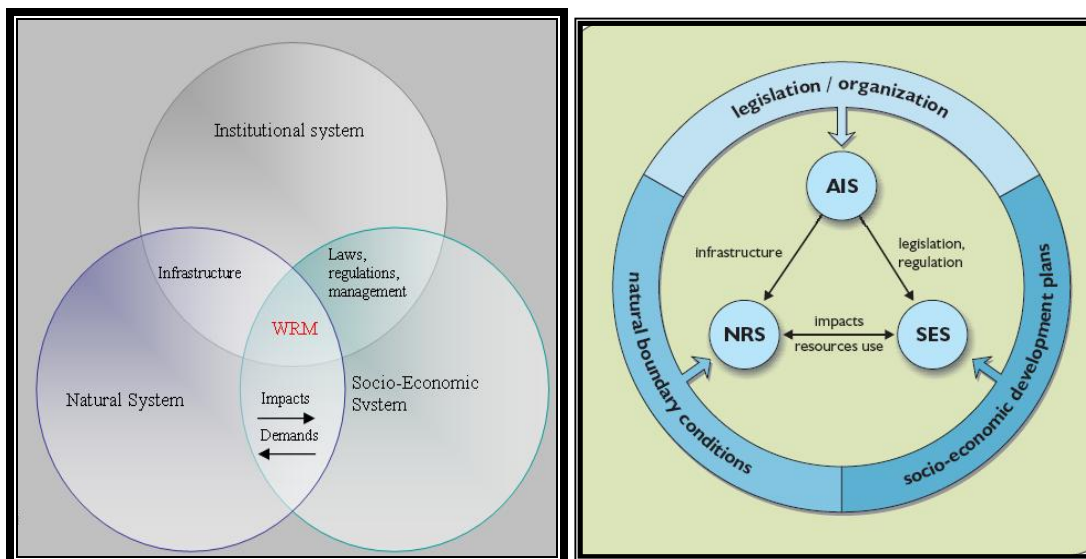 Institutional system
Infrastructure
Laws,
regulations,
management
WRM
Natural System
Socio-Economic
Svstem
Impacts
Demands
legislation / organization
AIS
infrastructure
legislation,
regulation
NRS
impacts
resources use
SES
natural boundary conditions
socio-economic development plans